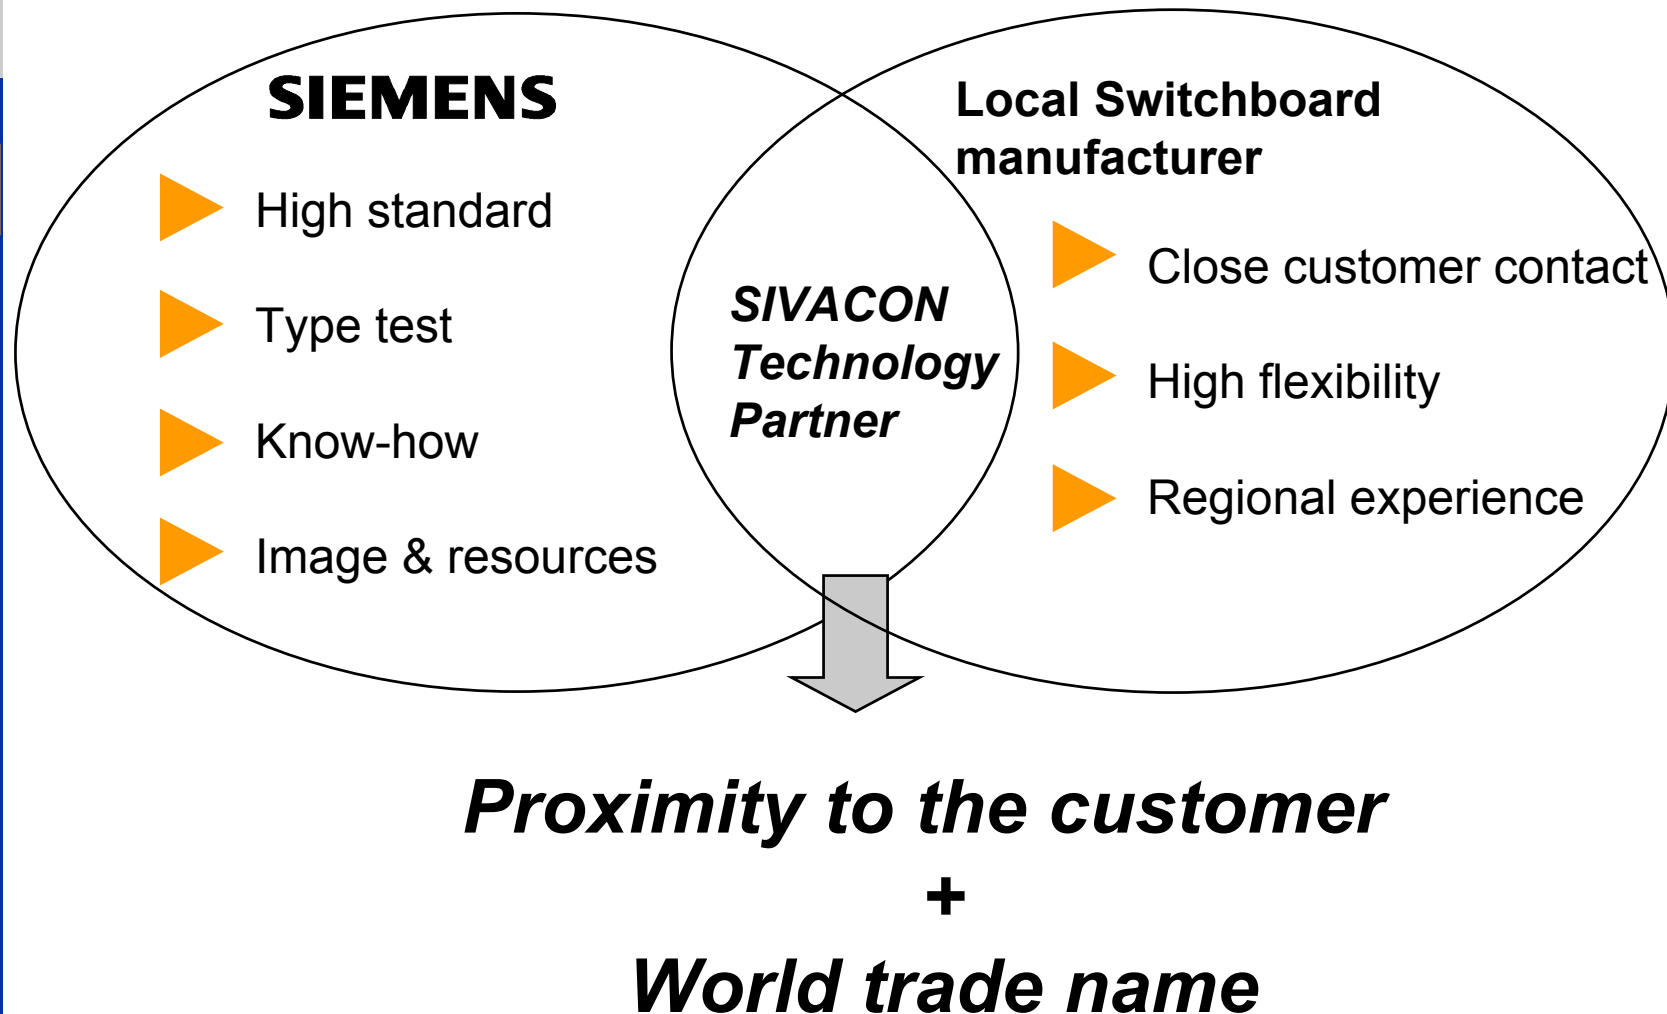 SIEMENS
High standard
Type test
Know-how
Image & resources
SIVACON
Technology
Partner
Local Switchboard
manufacturer
Close customer contact
High flexibility
Regional experience
Proximity to the customer
+
World trade name